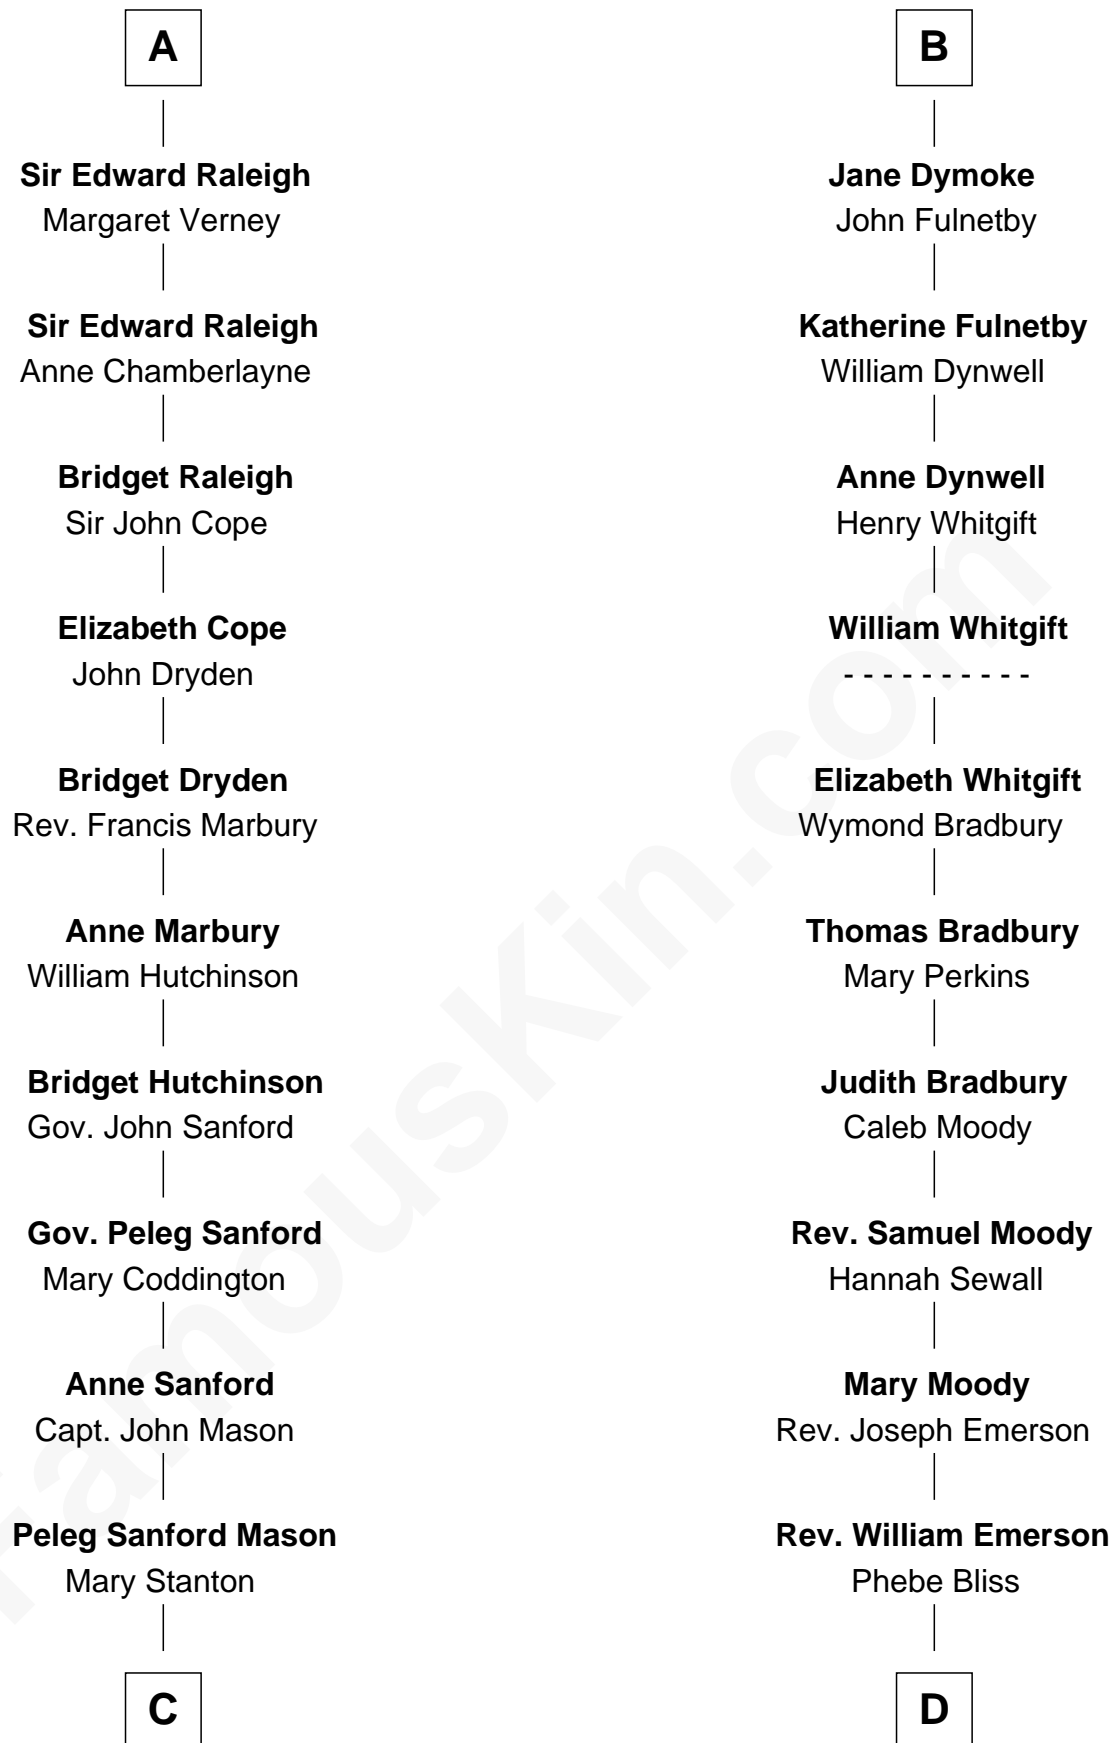 A
Sir Edward Raleigh
Margaret Verney
Sir Edward Raleigh
Anne Chamberlayne
Bridget Raleigh
Sir John Cope
Elizabeth Cope
John Dryden
Bridget Dryden
Rev. Francis Marbury
Anne Marbury
William Hutchinson
Bridget Hutchinson
Gov. John Sanford
Gov. Peleg Sanford
Mary Coddington
Anne Sanford
Capt. John Mason
Peleg Sanford Mason
Mary Stanton
C
B
Jane Dymoke
John Fulnetby
Katherine Fulnetby
William Dynwell
Anne Dynwell
Henry Whitgift
William Whitgift
- - - - - - - - - -
Elizabeth Whitgift
Wymond Bradbury
Thomas Bradbury
Mary Perkins
Judith Bradbury
Caleb Moody
Rev. Samuel Moody
Hannah Sewall
Mary Moody
Rev. Joseph Emerson
Rev. William Emerson
Phebe Bliss
D
FamousKin.com